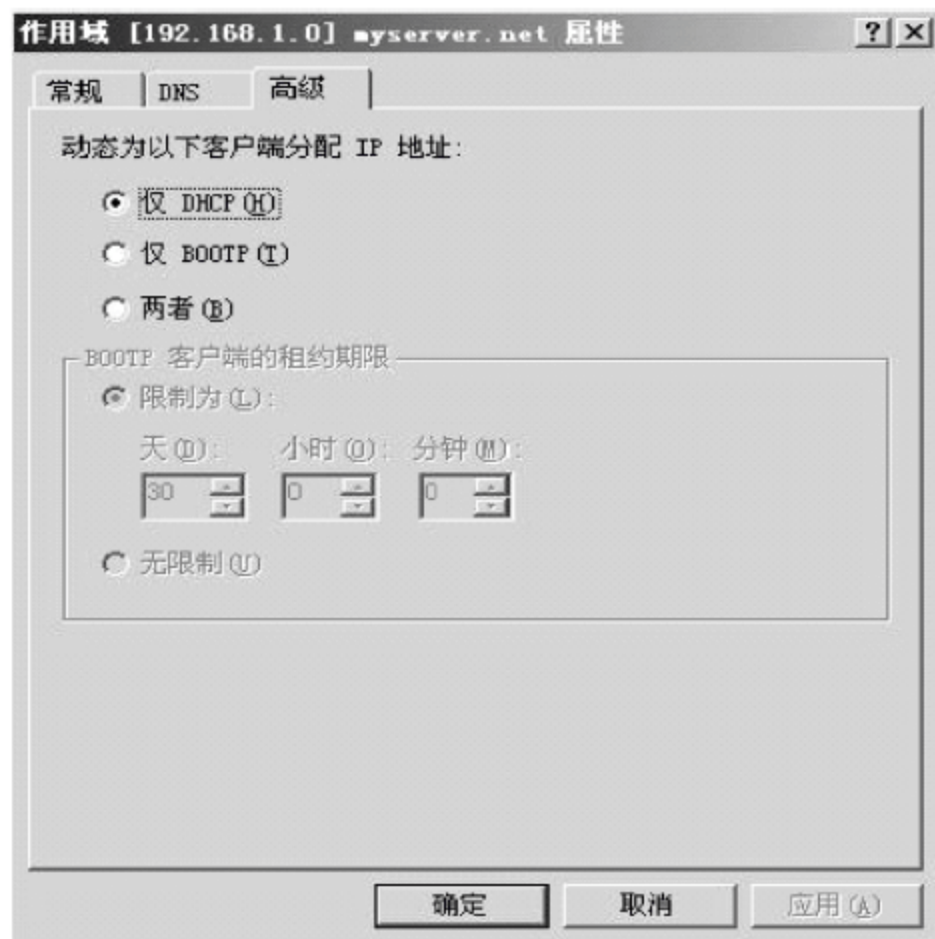 作用域 [192.168.1.0] myserver.net 属性
常规 DNS 高级
动态为以下客户端分配 IP 地址:
仅 DHCP(H)
仅 BOOTP(T)
两者(B)
BOOTP 客户端的租约期限
限制为(L):
天(D): 小时(O): 分钟(M):
30 0 0
无限制(U)
确定 取消 应用(A)